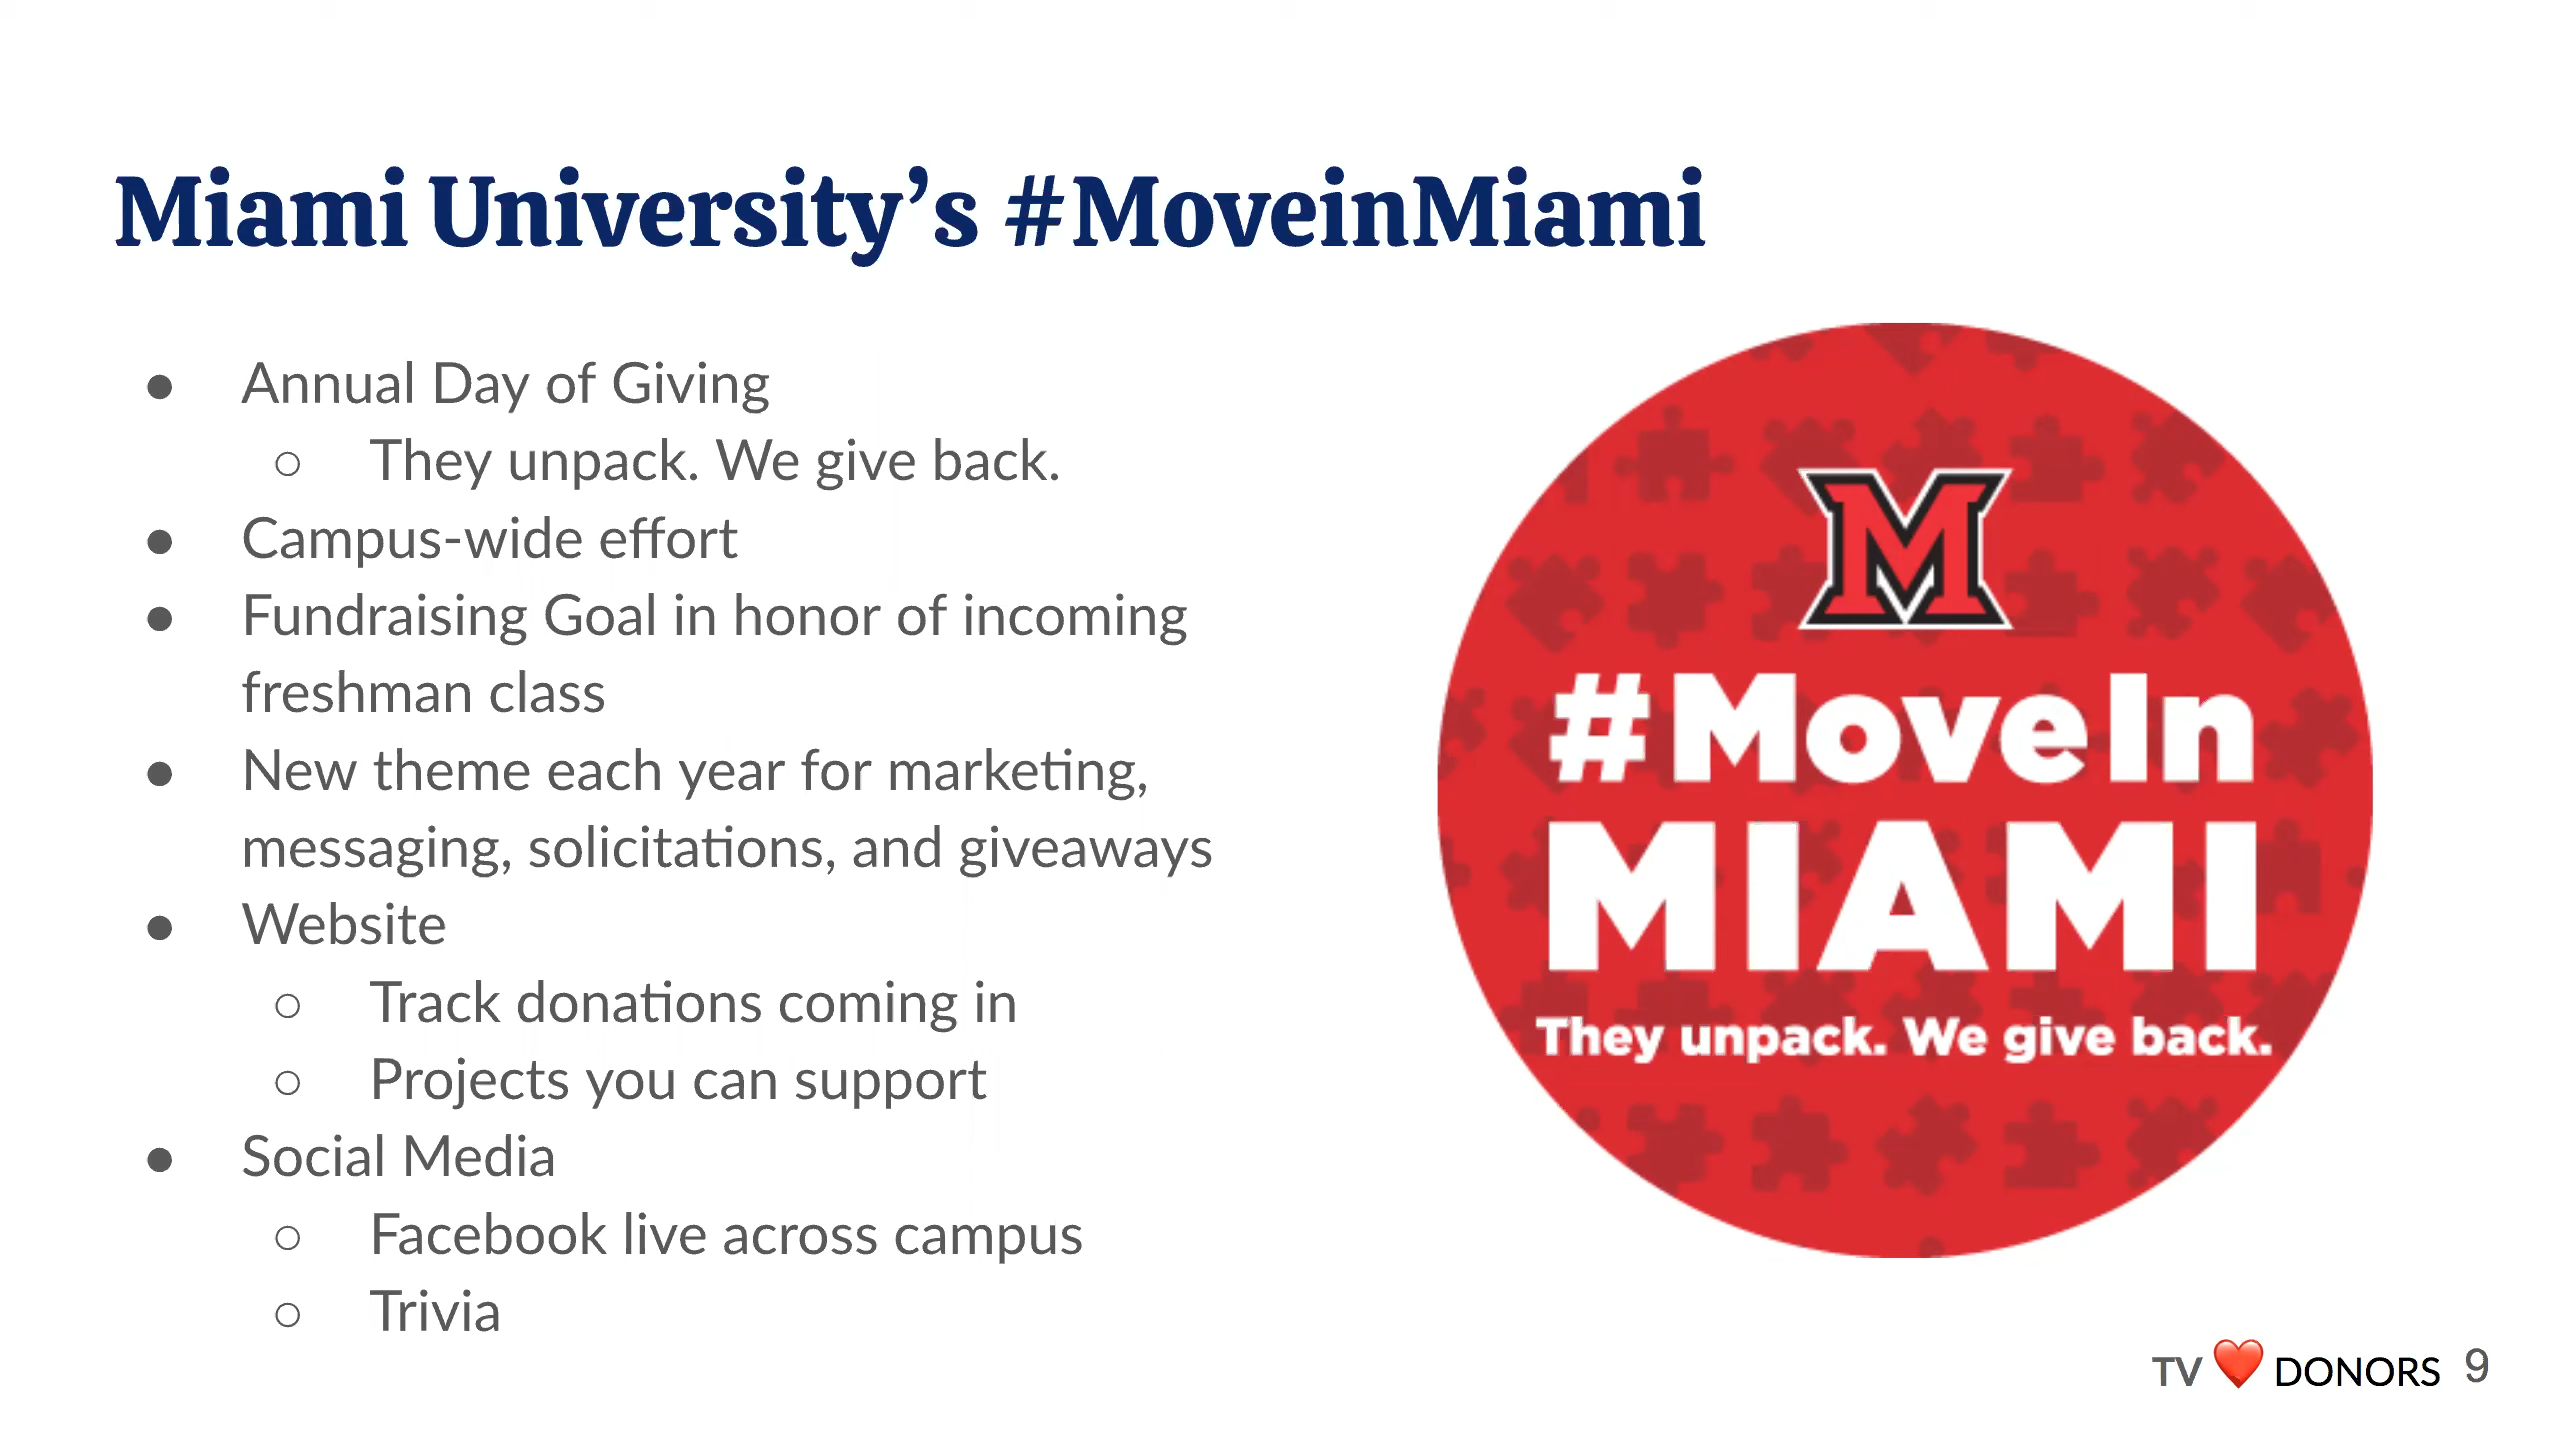 Miami University’s #MoveinMiami
● Annual Day of Giving
○ They unpack. We give back.
● Campus-wide effort
● Fundraising Goal in honor of incoming
freshman class
● New theme each year for marketing,
messaging, solicitations, and giveaways
● Website
○ Track donations coming in
○ Projects you can support
● Social Media
○ Facebook live across campus
○ Trivia
M
#MoveIn
MIAMI
They unpack. We give back.
TV ❤️ DONORS 9